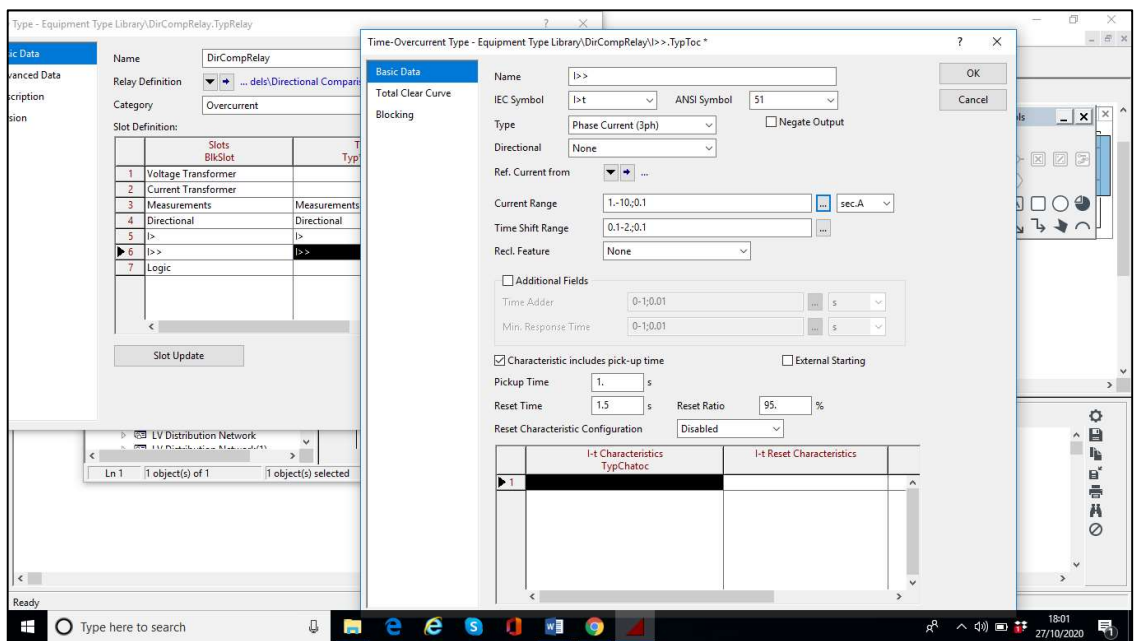 Type - Equipment Type Library\DirCompRelay.TypRelay ? ×
Data
vanced Data
scription
sion
Name DirCompRelay
Relay Definition ... dels\Directional Comparis
Category Overcurrent
Slot Definition:
Slots
BlkSlot
1 Voltage Transformer
2 Current Transformer
3 Measurements Measurements
4 Directional Directional
5 I> I>
6 I>> I>>
7 Logic
Slot Update
LV Distribution Network
Ln 1 1 object(s) of 1 1 object(s) selected
Ready
Time-Overcurrent Type - Equipment Type Library\DirCompRelay\I>>.TypToc * ? ×
Basic Data
Total Clear Curve
Blocking
Name I>>
IEC Symbol I>t ANSI Symbol 51
Type Phase Current (3ph) Negate Output
Directional None
Ref. Current from ...
Current Range 1.-10.;0.1 ... sec.A
Time Shift Range 0.1-2.;0.1 ...
Recl. Feature None
Additional Fields
Time Adder 0-1;0.01 ... s
Min. Response Time 0-1;0.01 ... s
Characteristic includes pick-up time External Starting
Pickup Time 1. s
Reset Time 1.5 s Reset Ratio 95. %
Reset Characteristic Configuration Disabled
I-t Characteristics I-t Reset Characteristics
TypChatoc
1
OK
Cancel
Type here to search
18:01
27/10/2020